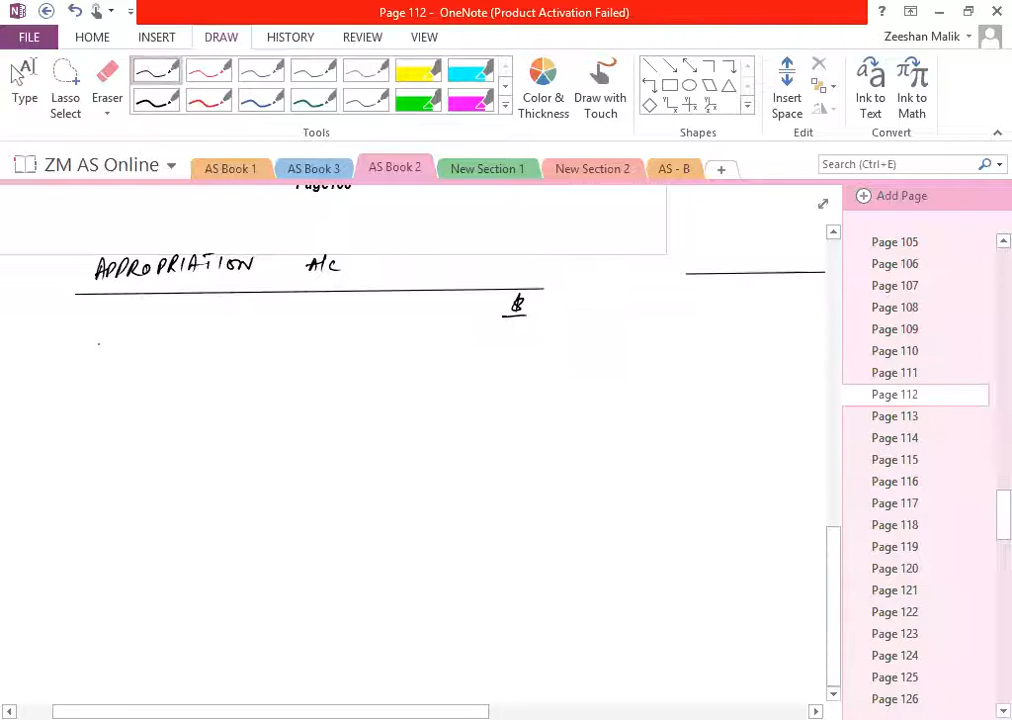 Page 112 - OneNote (Product Activation Failed)
?
FILE
HOME
INSERT
DRAW
HISTORY
REVIEW
VIEW
Zeeshan Malik
Type
Lasso
Select
Eraser
Color &
Thickness
Draw with
Touch
Insert
Space
Ink to
Text
Ink to
Math
Tools
Shapes
Edit
Convert
ZM AS Online
AS Book 1
AS Book 3
AS Book 2
New Section 1
New Section 2
AS - B
Search (Ctrl+E)
Add Page
APPROPRIATION A/C
$
Page 105
Page 106
Page 107
Page 108
Page 109
Page 110
Page 111
Page 112
Page 113
Page 114
Page 115
Page 116
Page 117
Page 118
Page 119
Page 120
Page 121
Page 122
Page 123
Page 124
Page 125
Page 126